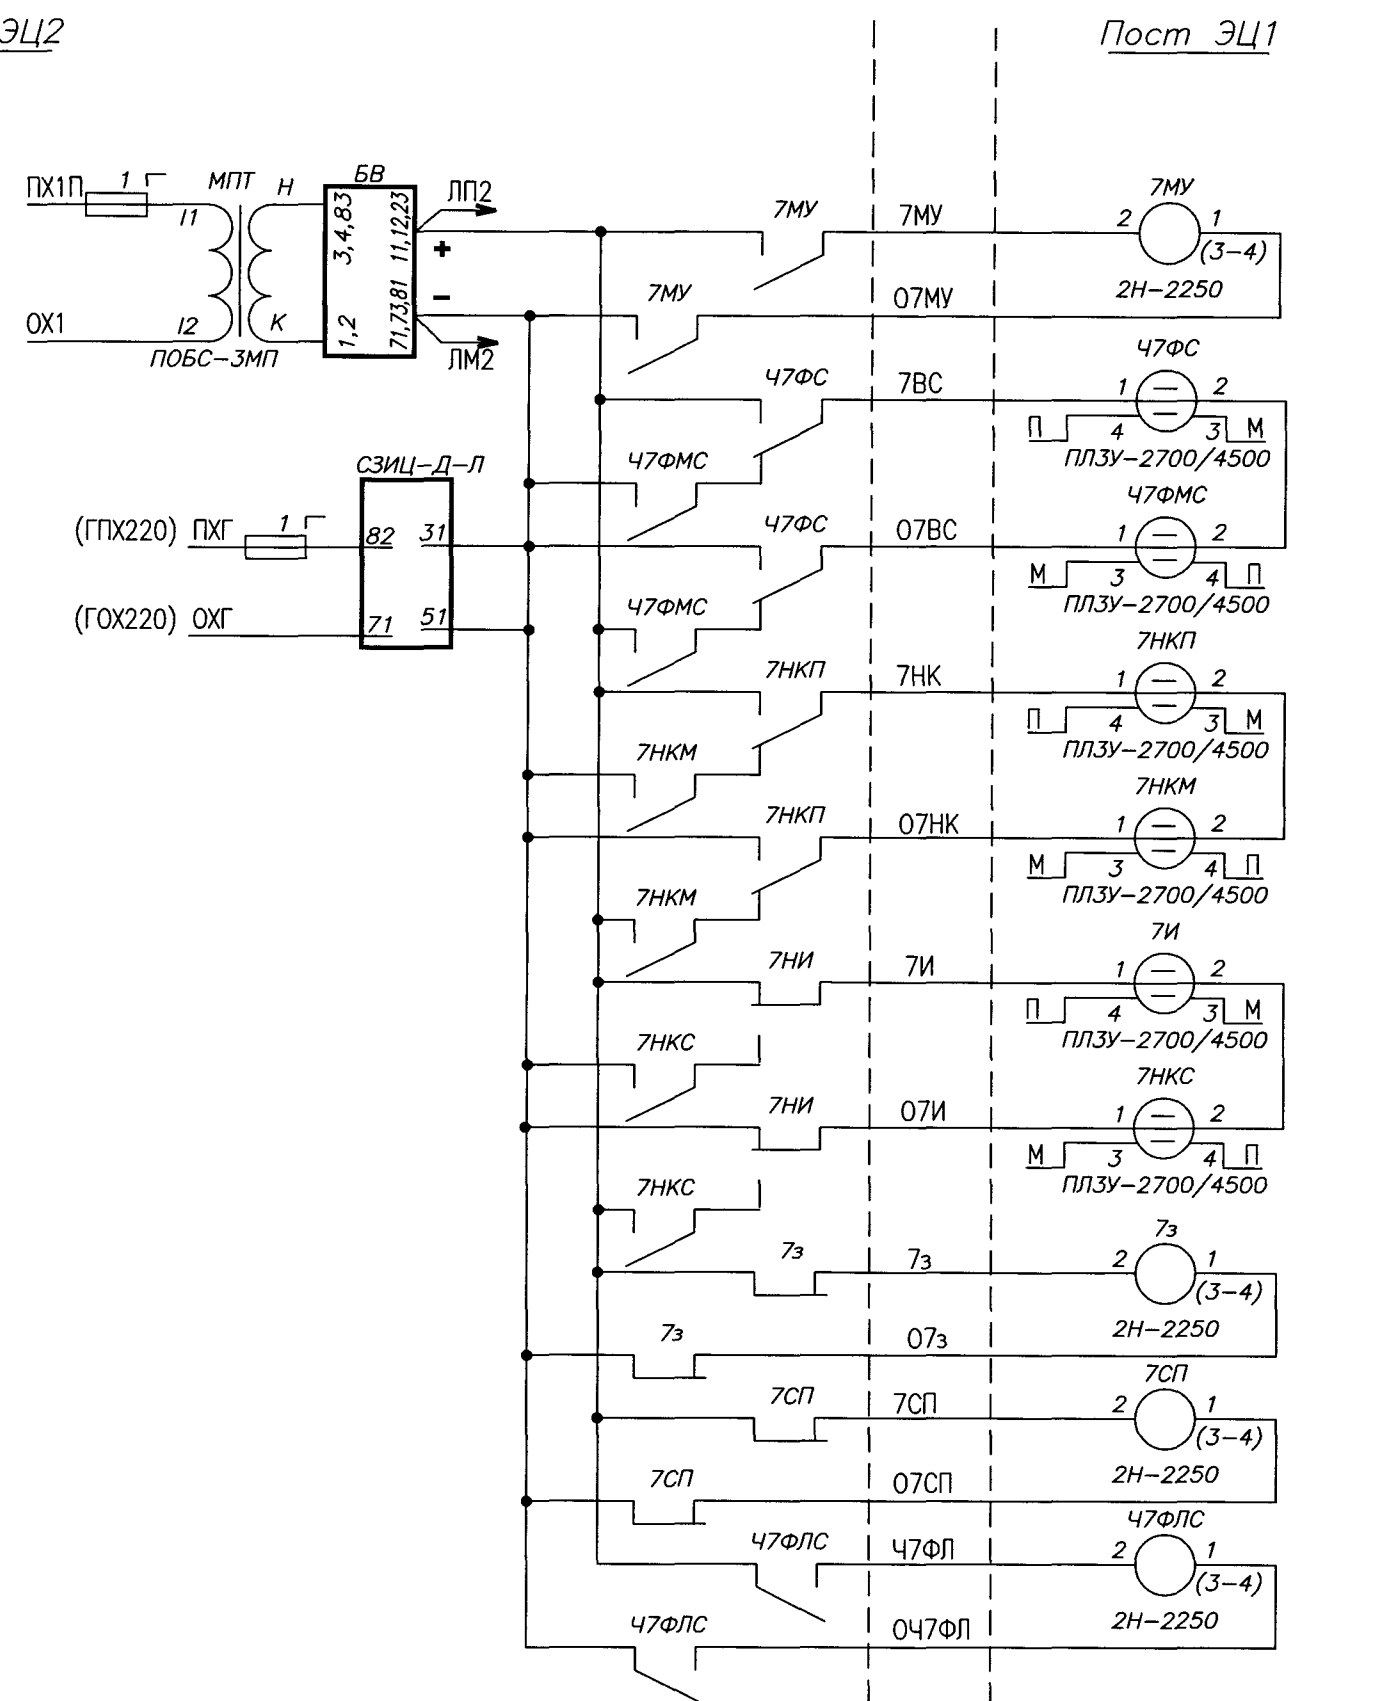 ЭЦ2
Пост ЭЦ1
ПХ1П
1
МПТ
Н
БВ
ЛП2
I1
3,4,83
11,12,23
+
7МУ
7МУ
7МУ
2
1
(3-4)
2Н-2250
ОХ1
I2
К
1,2
71,73,81
−
7МУ
О7МУ
ПОБС-3МП
ЛМ2
Ч7ФС
7ВС
Ч7ФС
1
2
П
4
3
М
ПЛ3У-2700/4500
СЗИЦ-Д-Л
Ч7ФМС
Ч7ФМС
(ГПХ220) ПХГ
1
82
31
Ч7ФС
О7ВС
1
2
М
3
4
П
ПЛ3У-2700/4500
(ГОХ220) ОХГ
71
51
Ч7ФМС
7НКП
7НКП
7НК
1
2
П
4
3
М
ПЛ3У-2700/4500
7НКМ
7НКМ
7НКП
О7НК
1
2
М
3
4
П
ПЛ3У-2700/4500
7НКМ
7И
7НИ
7И
1
2
П
4
3
М
ПЛ3У-2700/4500
7НКС
7НКС
7НИ
О7И
1
2
М
3
4
П
ПЛ3У-2700/4500
7НКС
7з
7з
7з
2
1
(3-4)
2Н-2250
7з
О7з
7СП
7СП
7СП
2
1
(3-4)
2Н-2250
7СП
О7СП
Ч7ФЛС
Ч7ФЛС
Ч7ФЛ
2
1
(3-4)
2Н-2250
Ч7ФЛС
ОЧ7ФЛ